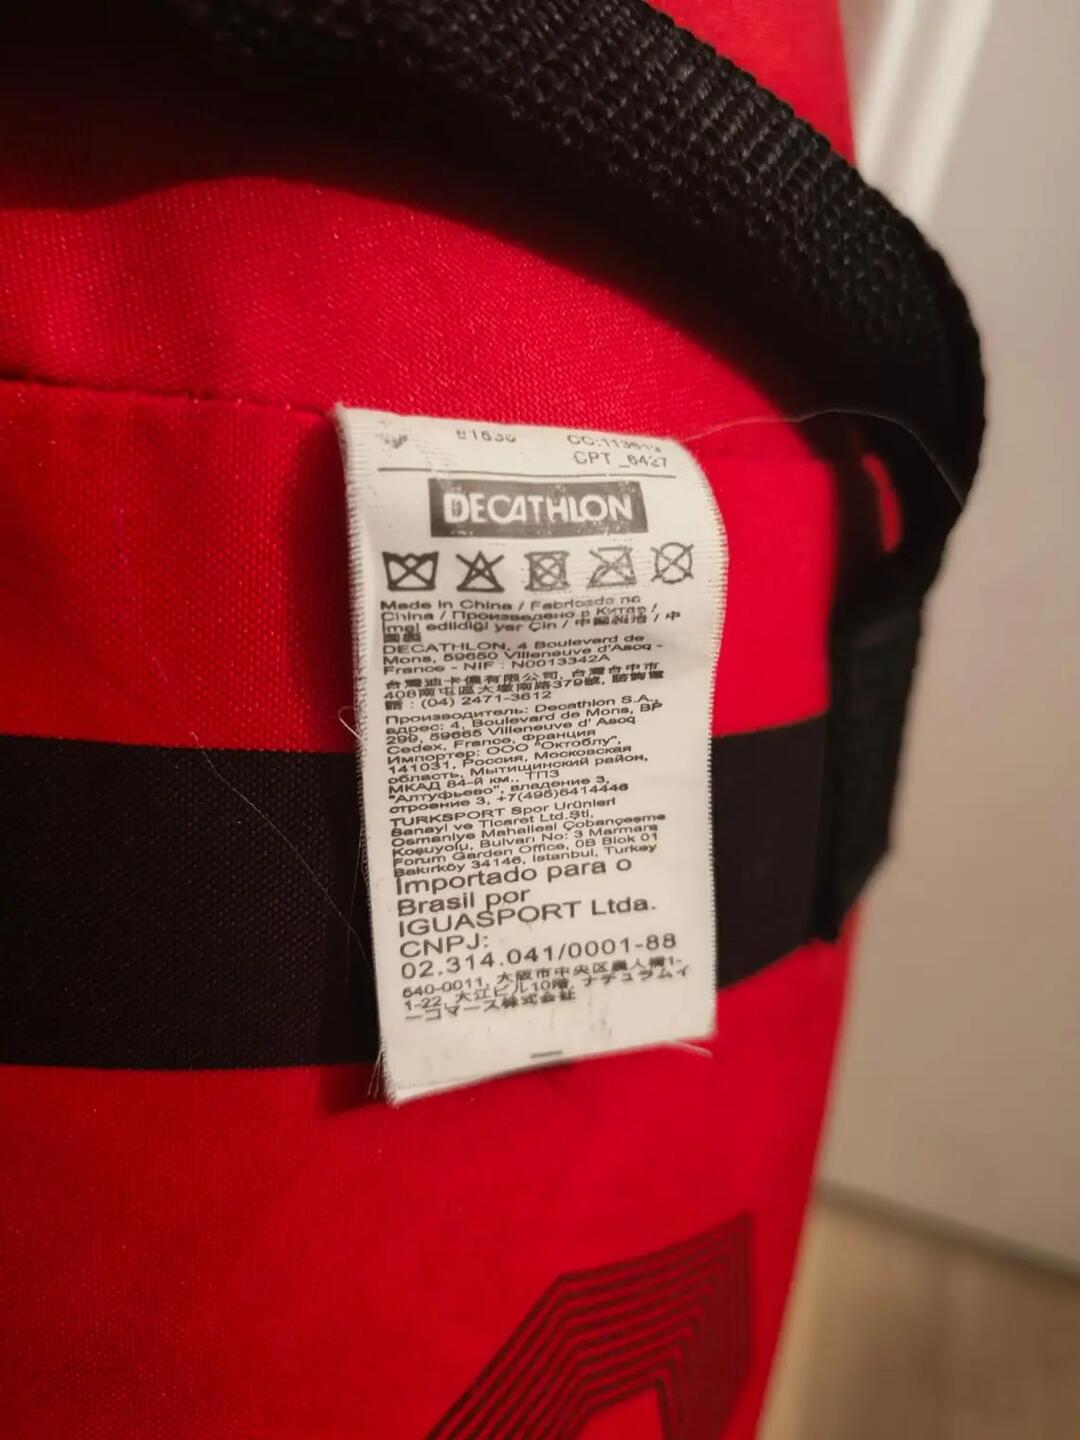 CPT_6427
DECATHLON
Made in China / Fabricado na
China / Произведено в Китае /
İmal edildiği yer Çin / 中國製造 / 中
DECATHLON, 4 Boulevard de
Mons, 59650 Villeneuve d'Ascq -
France - NIF : N0013342A
台灣迪卡儂有限公司, 台灣台中市
408南屯區大墩南路379號, 諮詢電
話 : (04) 2471-3612
Производитель: Decathlon S.A.,
адрес: 4, Boulevard de Mons, BP
299, 59665 Villeneuve d' Ascq
Cedex, France, Франция
Импортер: ООО "Октоблу",
141031, Россия, Московская
область, Мытищинский район,
МКАД 84-й км., ТПЗ
"Алтуфьево", владение 3,
строение 3, +7(495)6414446
TURKSPORT Spor Ürünleri
Sanayi ve Ticaret Ltd.Şti,
Osmaniye Mahallesi Çobançeşme
Koşuyolu, Bulvarı No: 3 Marmara
Forum Garden Office, 0B Blok 01
Bakırköy 34146, Istanbul, Turkey
Importado para o
Brasil por
IGUASPORT Ltda.
CNPJ:
02.314.041/0001-88
540-0011, 大阪市中央区農人橋1-
1-22, 大江ビル10階, ナチュラムイ
ーコマース株式会社